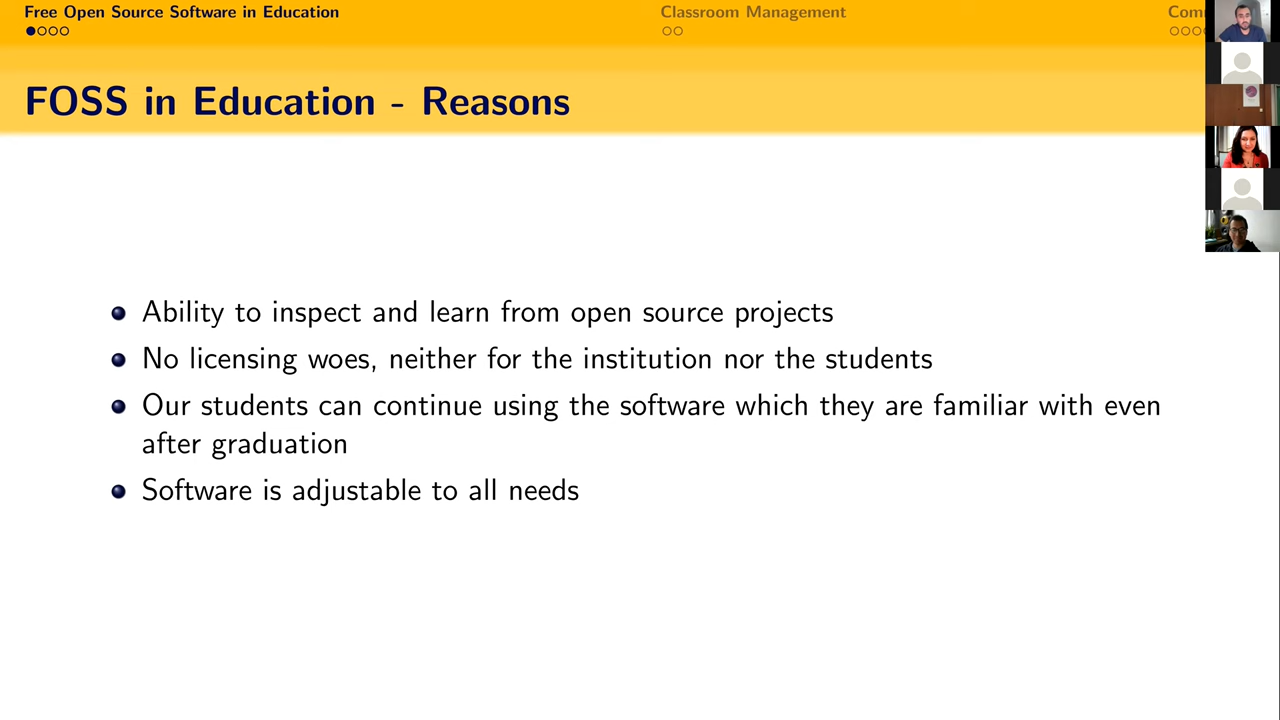 Free Open Source Software in Education
Classroom Management
FOSS in Education - Reasons
Ability to inspect and learn from open source projects
No licensing woes, neither for the institution nor the students
Our students can continue using the software which they are familiar with even
after graduation
Software is adjustable to all needs